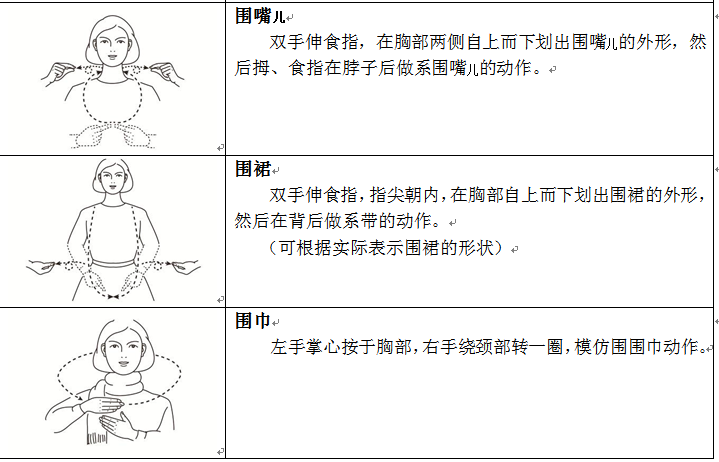 围嘴儿
双手伸食指，在胸部两侧自上而下划出围嘴儿的外形，然
后拇、食指在脖子后做系围嘴儿的动作。
围裙
双手伸食指，指尖朝内，在胸部自上而下划出围裙的外形，
然后在背后做系带的动作。
（可根据实际表示围裙的形状）
围巾
左手掌心按于胸部，右手绕颈部转一圈，模仿围围巾动作。